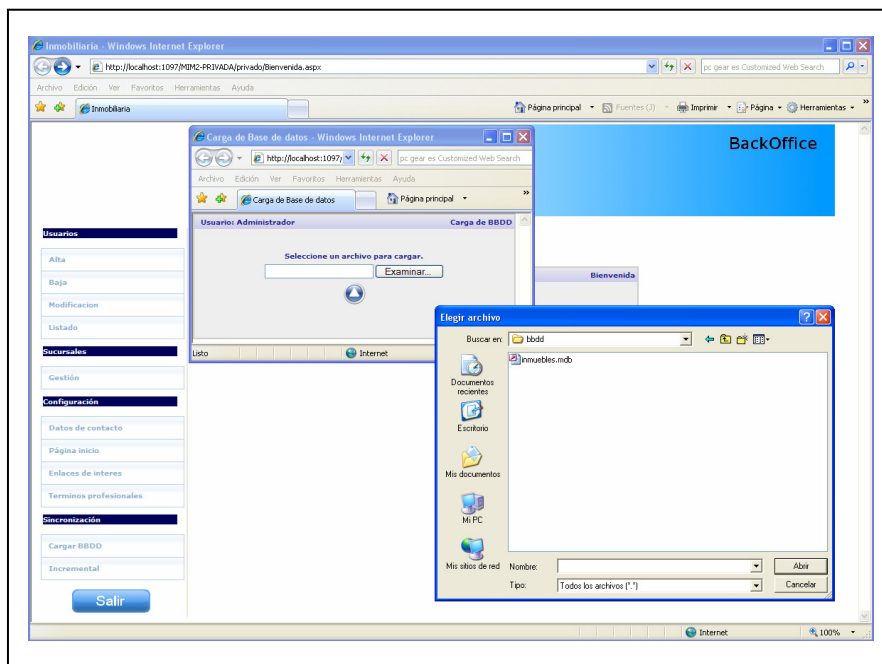 Inmobiliaria - Windows Internet Explorer
http://localhost:1097/MIM2-PRIVADA/privado/Bienvenida.aspx
pc gear es Customized Web Search
Archivo Edición Ver Favoritos Herramientas Ayuda
Inmobiliaria
Página principal
Fuentes (J)
Imprimir
Página
Herramientas
BackOffice
Carga de Base de datos - Windows Internet Explorer
http://localhost:1097/
pc gear es Customized Web Search
Archivo Edición Ver Favoritos Herramientas Ayuda
Carga de Base de datos
Página principal
Usuario: Administrador
Carga de BBDD
Seleccione un archivo para cargar.
Examinar...
Listo
Internet
Bienvenida
Usuarios
Alta
Baja
Modificacion
Listado
Sucursales
Gestión
Configuración
Datos de contacto
Página inicio
Enlaces de interes
Terminos profesionales
Sincronización
Cargar BBDD
Incremental
Salir
Elegir archivo
Buscar en:
bbdd
inmuebles.mdb
Documentos
recientes
Escritorio
Mis documentos
Mi PC
Mis sitios de red
Nombre:
Abrir
Tipo:
Todos los archivos (*.*)
Cancelar
Internet
100%